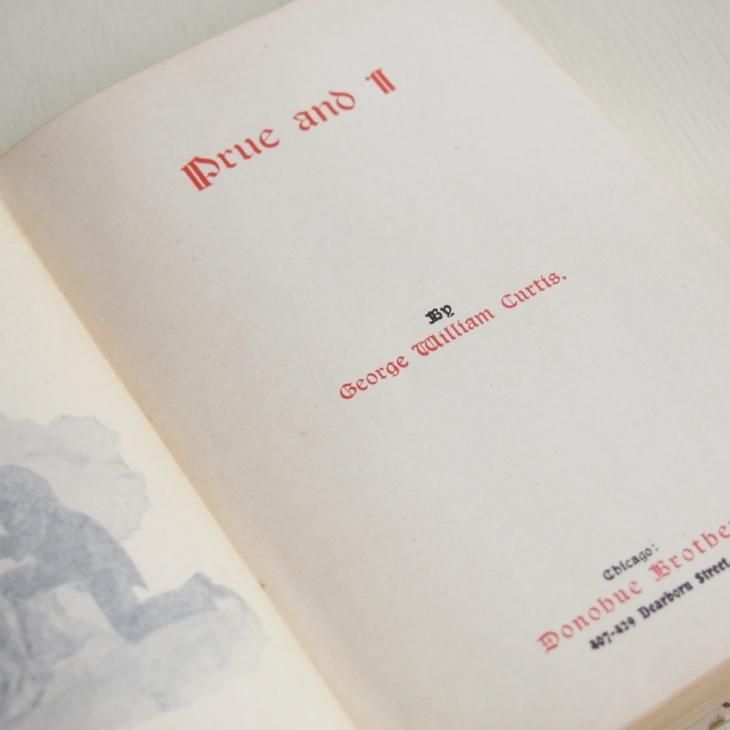 Prue and I
By
George William Curtis.
Chicago:
Donohue Brothe
407-429 Dearborn Street